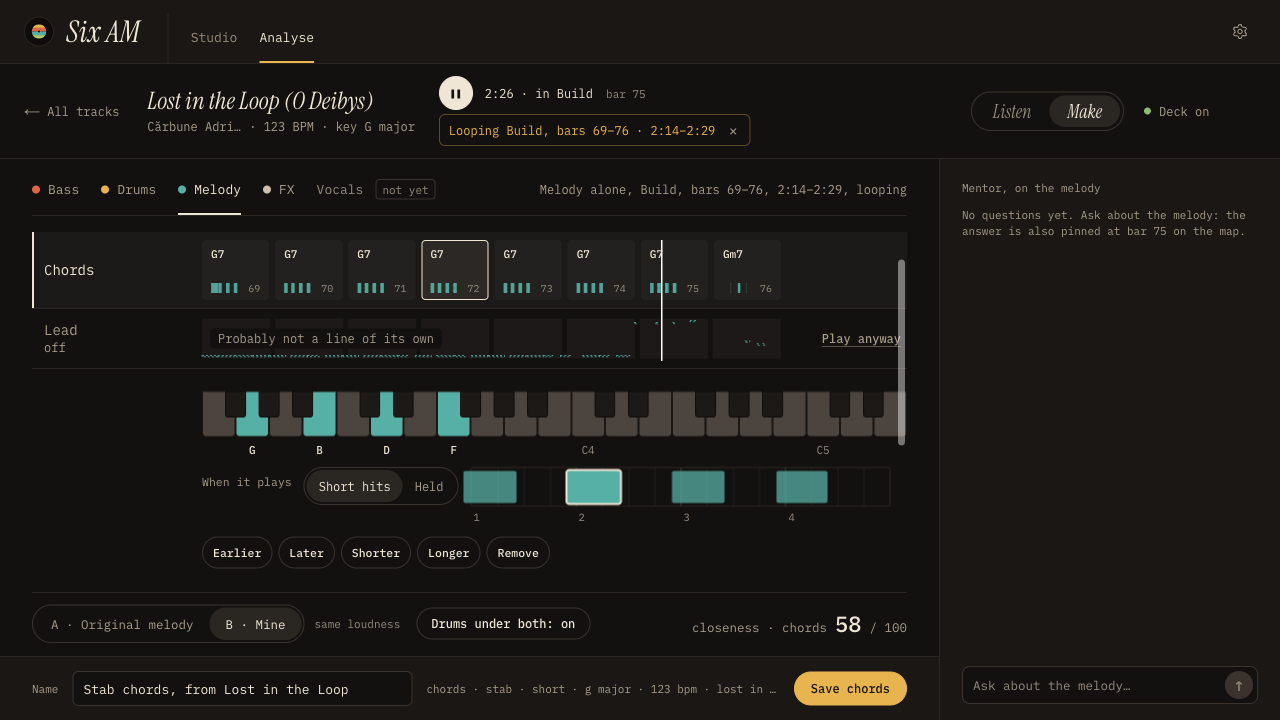 Six AM
Studio
Analyse
← All tracks
Lost in the Loop (O Deibys)
Cărbune Adri… · 123 BPM · key G major
2:26 · in Build bar 75
Looping Build, bars 69–76 · 2:14–2:29 ×
Listen
Make
Deck on
Bass
Drums
Melody
FX
Vocals
not yet
Melody alone, Build, bars 69–76, 2:14–2:29, looping
Chords
G7 G7 G7 G7 G7 G7 G7 Gm7
69 70 71 72 73 74 75 76
Lead
off
Probably not a line of its own
Play anyway
G B D F C4 C5
When it plays
Short hits
Held
1 2 3 4
Earlier
Later
Shorter
Longer
Remove
A · Original melody
B · Mine
same loudness
Drums under both: on
closeness · chords 58 / 100
Name
Stab chords, from Lost in the Loop
chords · stab · short · g major · 123 bpm · lost in …
Save chords
Mentor, on the melody
No questions yet. Ask about the melody: the
answer is also pinned at bar 75 on the map.
Ask about the melody…
↑